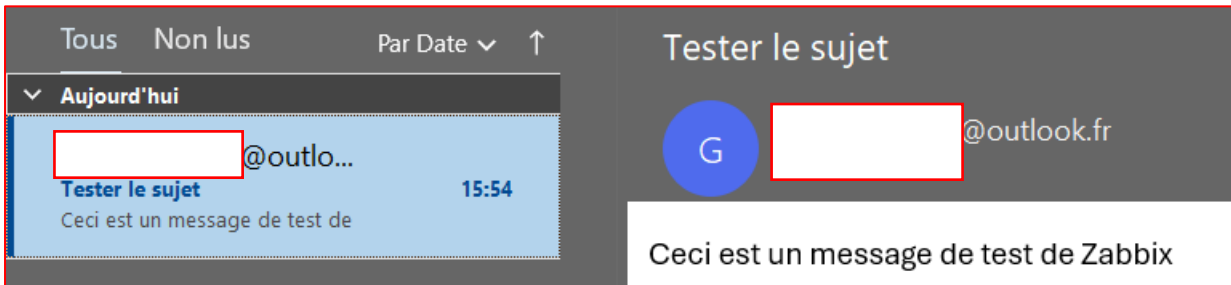 Tous Non lus Par Date
Aujourd'hui
@outlo...
Tester le sujet 15:54
Ceci est un message de test de
Tester le sujet
G
@outlook.fr
Ceci est un message de test de Zabbix